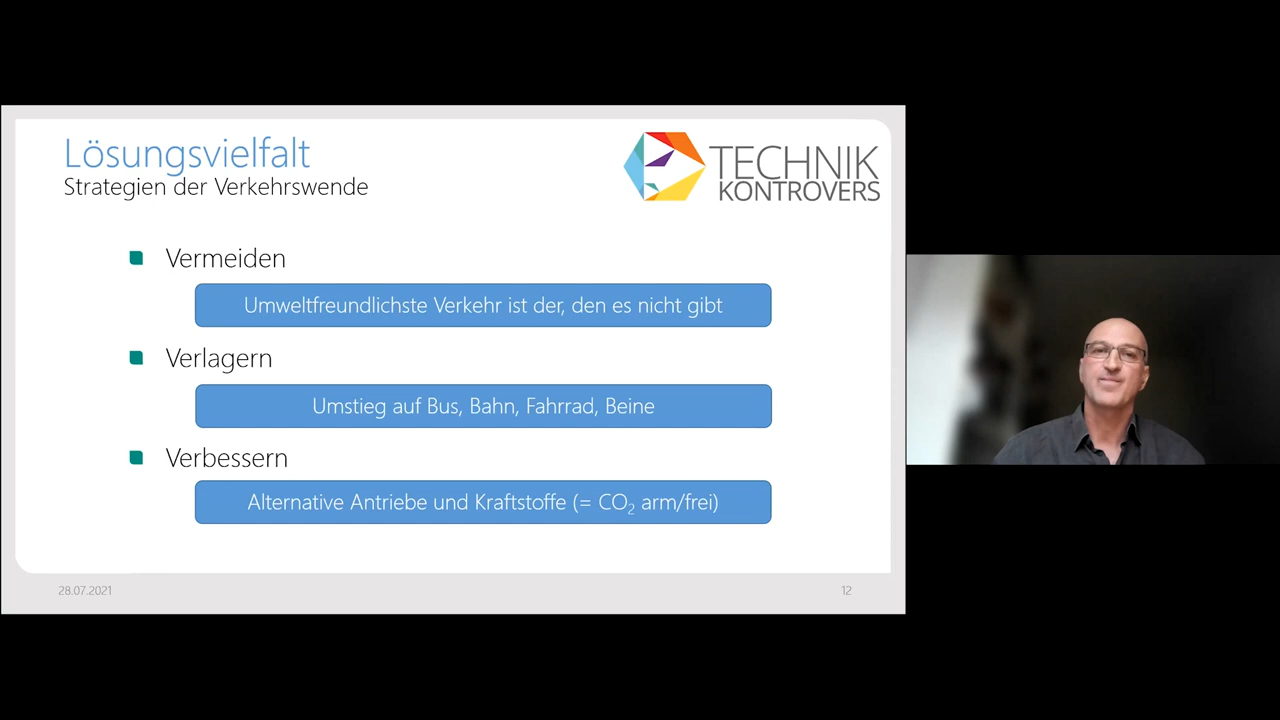 Lösungsvielfalt
Strategien der Verkehrswende
TECHNIK
KONTROVERS
Vermeiden
Umweltfreundlichste Verkehr ist der, den es nicht gibt
Verlagern
Umstieg auf Bus, Bahn, Fahrrad, Beine
Verbessern
Alternative Antriebe und Kraftstoffe (= CO₂ arm/frei)
28.07.2021
12